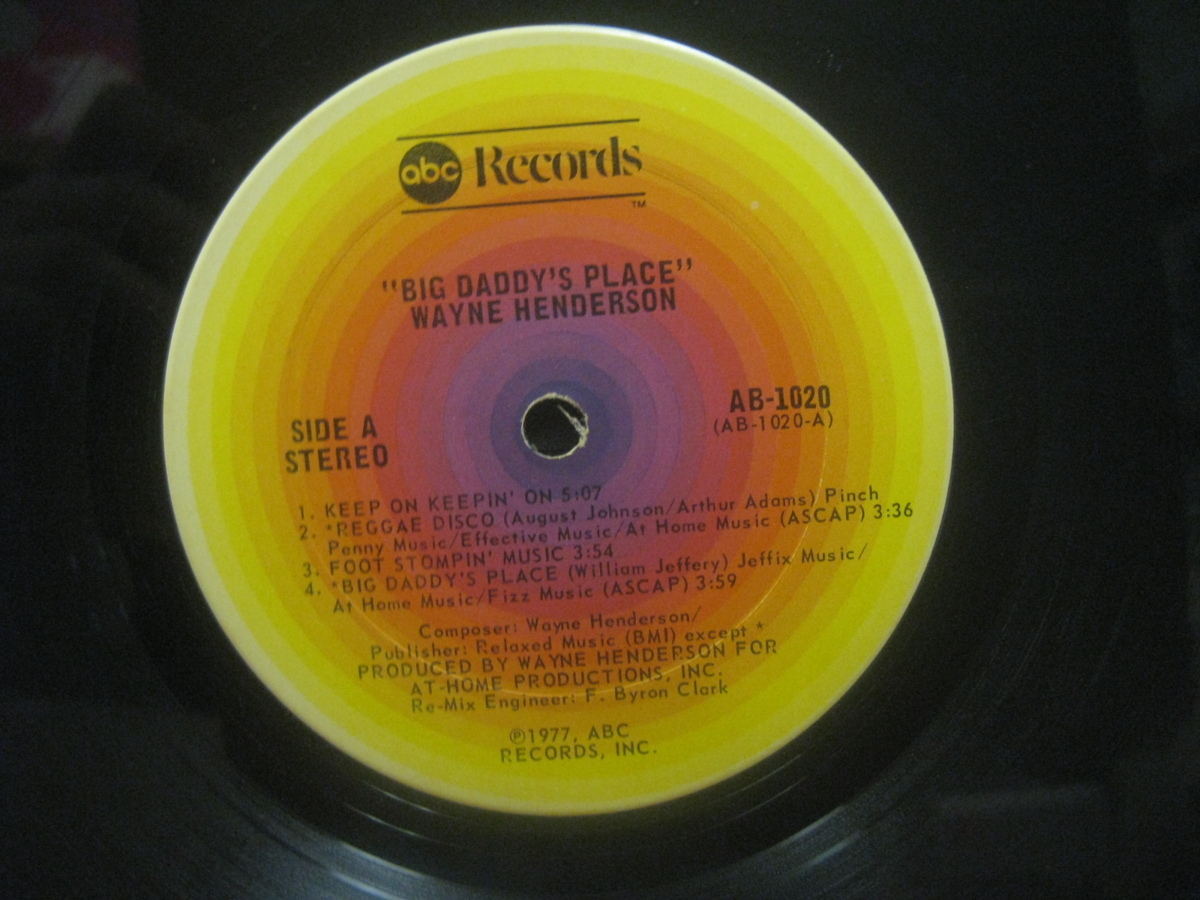 abc Records
TM
"BIG DADDY'S PLACE"
WAYNE HENDERSON
SIDE A
STEREO
AB-1020
(AB-1020-A)
1. KEEP ON KEEPIN' ON 5:07
2. *REGGAE DISCO (August Johnson/Arthur Adams) Pinch
Penny Music/Effective Music/At Home Music (ASCAP) 3:36
3. FOOT STOMPIN' MUSIC 3:54
4. *BIG DADDY'S PLACE (William Jeffery) Jeffix Music/
At Home Music/Fizz Music (ASCAP) 3:59
Composer: Wayne Henderson/
Publisher: Relaxed Music (BMI) except *
PRODUCED BY WAYNE HENDERSON FOR
AT-HOME PRODUCTIONS, INC.
Re-Mix Engineer: F. Byron Clark
℗1977, ABC
RECORDS, INC.